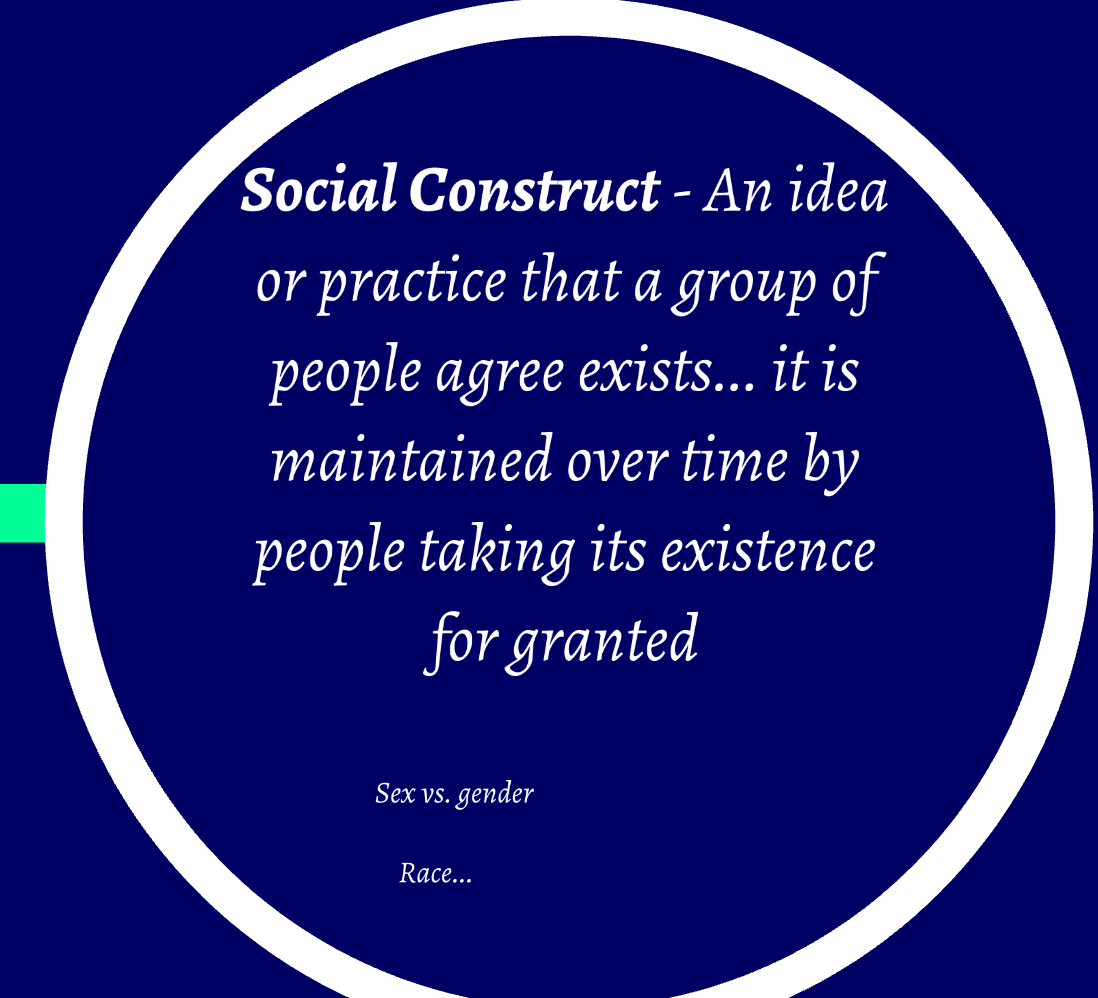 Social Construct - An idea
or practice that a group of
people agree exists... it is
maintained over time by
people taking its existence
for granted
Sex vs. gender
Race...